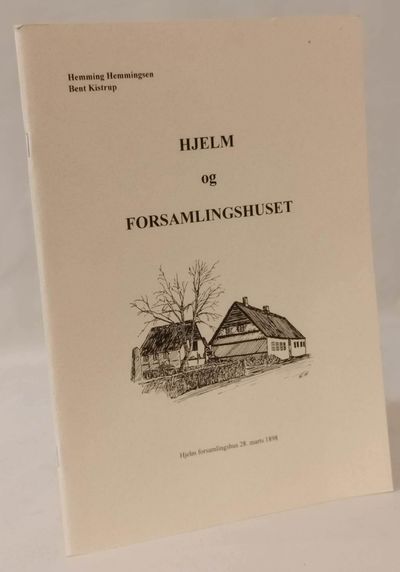 Hemming Hemmingsen
Bent Kistrup
HJELM
og
FORSAMLINGSHUSET
Hjelm forsamlingshus 28. marts 1898